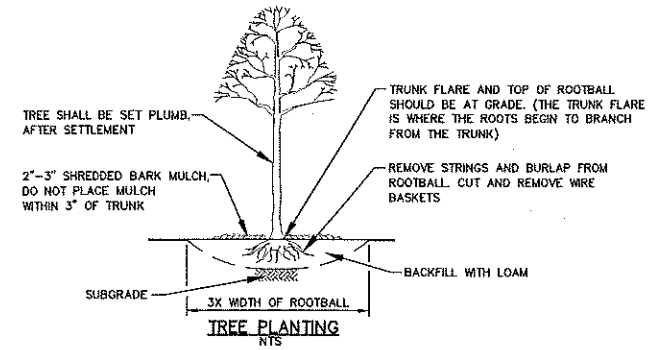 TREE SHALL BE SET PLUMB,
AFTER SETTLEMENT
2"-3" SHREDDED BARK MULCH,
DO NOT PLACE MULCH
WITHIN 3" OF TRUNK
SUBGRADE
TRUNK FLARE AND TOP OF ROOTBALL
SHOULD BE AT GRADE. (THE TRUNK FLARE
IS WHERE THE ROOTS BEGIN TO BRANCH
FROM THE TRUNK)
REMOVE STRINGS AND BURLAP FROM
ROOTBALL. CUT AND REMOVE WIRE
BASKETS
BACKFILL WITH LOAM
3X WIDTH OF ROOTBALL
TREE PLANTING
NTS